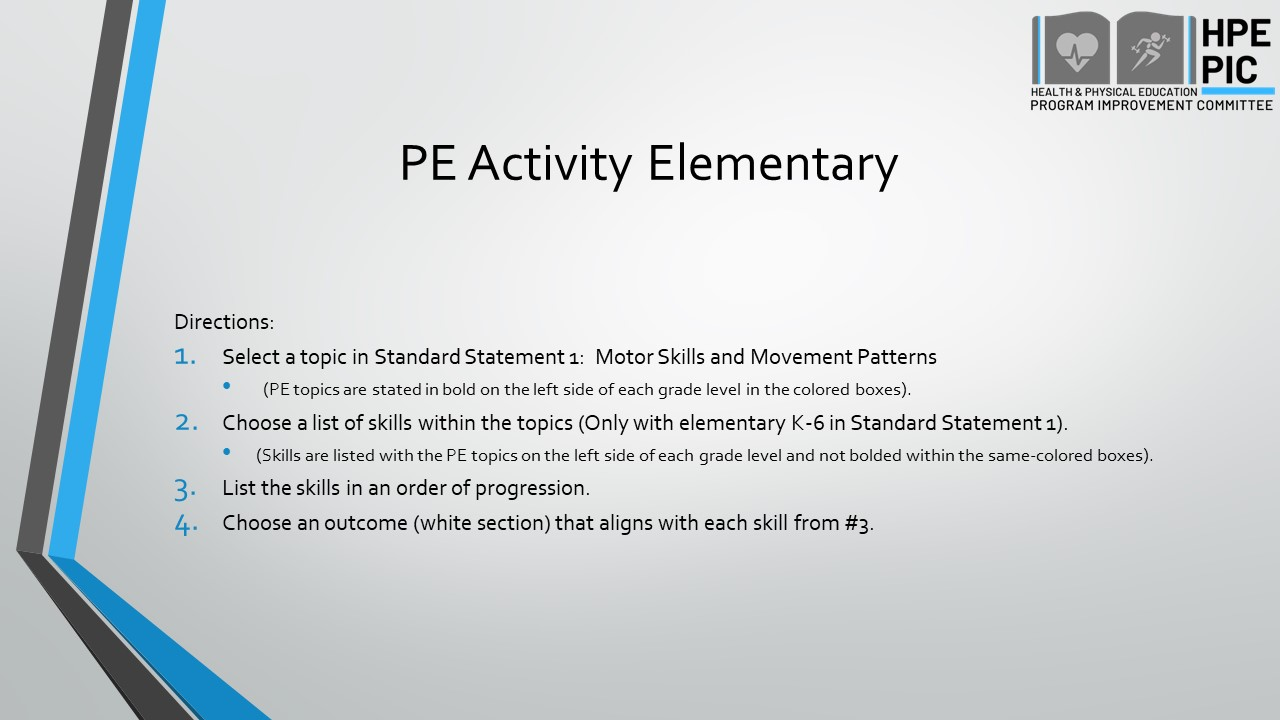 HPE
PIC
HEALTH & PHYSICAL EDUCATION
PROGRAM IMPROVEMENT COMMITTEE
PE Activity Elementary
Directions:
1. Select a topic in Standard Statement 1:  Motor Skills and Movement Patterns
• (PE topics are stated in bold on the left side of each grade level in the colored boxes).
2. Choose a list of skills within the topics (Only with elementary K-6 in Standard Statement 1).
• (Skills are listed with the PE topics on the left side of each grade level and not bolded within the same-colored boxes).
3. List the skills in an order of progression.
4. Choose an outcome (white section) that aligns with each skill from #3.